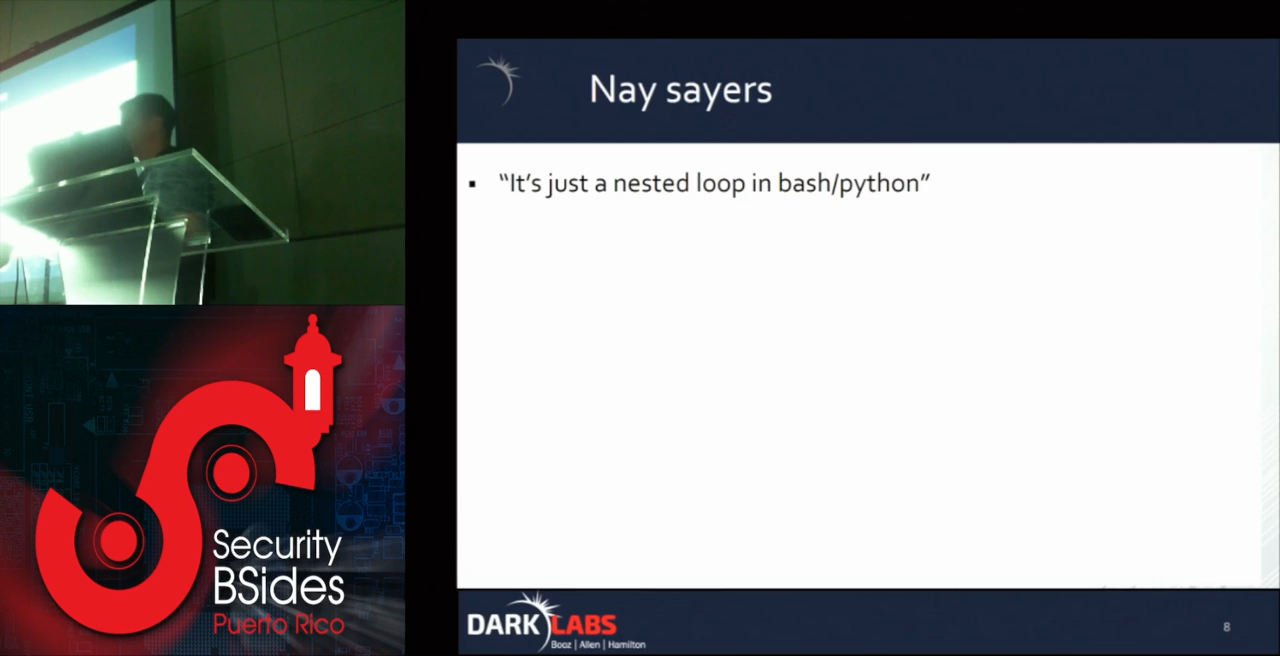 Nay sayers
▪ “It’s just a nested loop in bash/python”
Security
BSides
Puerto Rico
DARK LABS
Booz | Allen | Hamilton
8